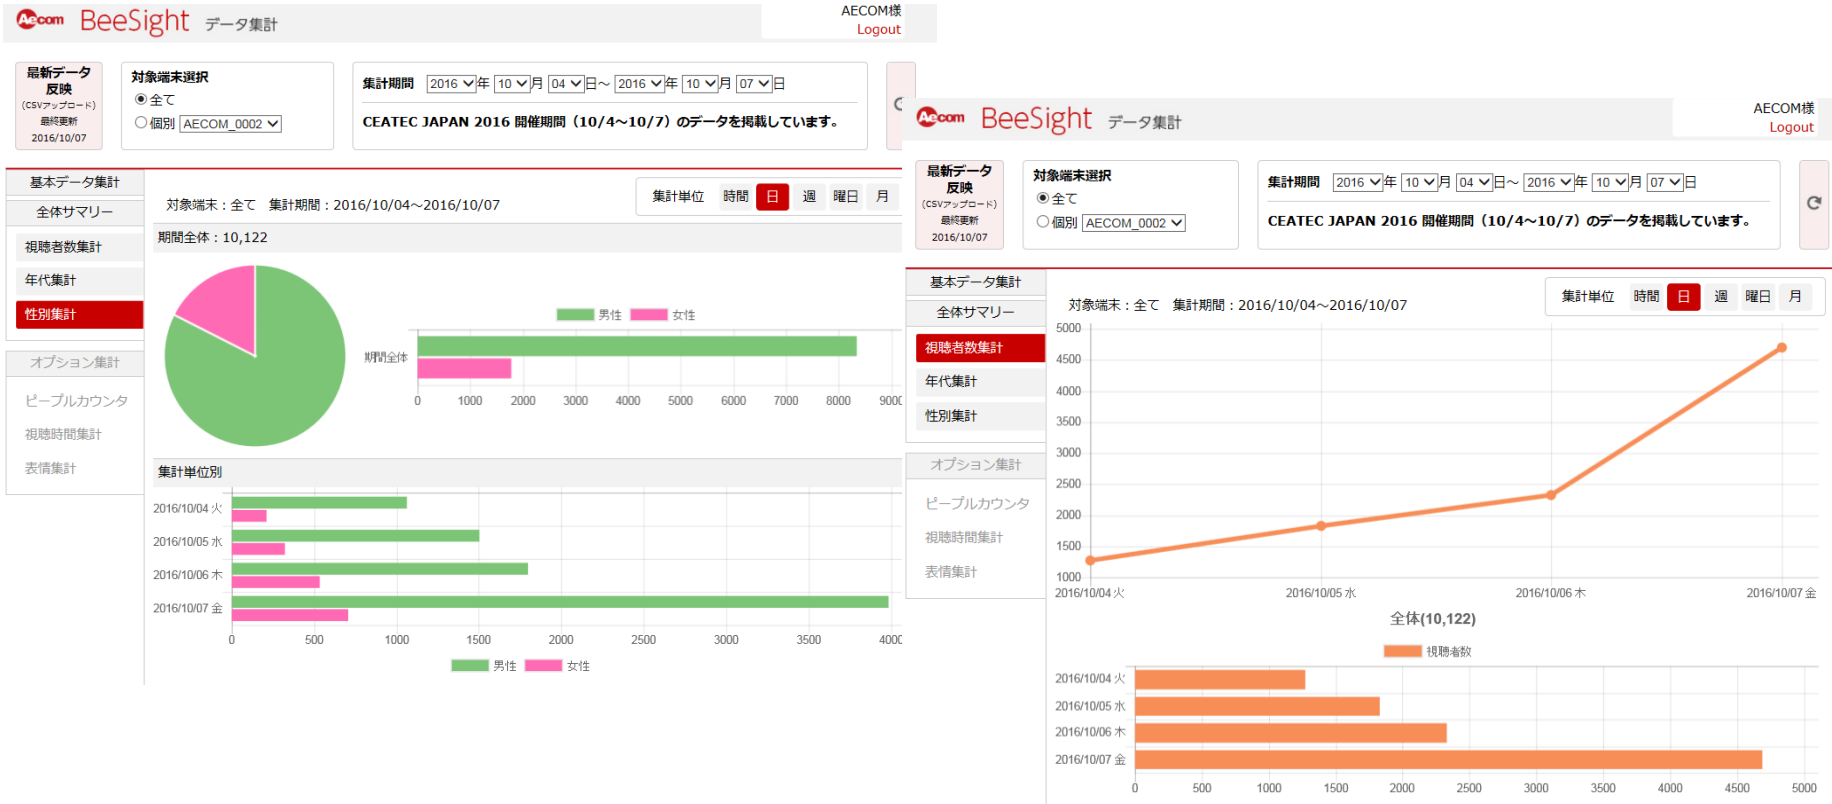 Aecom BeeSight データ集計
AECOM様
Logout
最新データ
反映
(CSVアップロード)
最終更新
2016/10/07
対象端末選択
全て
個別 AECOM_0002
集計期間 2016 年 10 月 04 日～ 2016 年 10 月 07 日
CEATEC JAPAN 2016 開催期間（10/4～10/7）のデータを掲載しています。
基本データ集計
全体サマリー
視聴者数集計
年代集計
性別集計
オプション集計
ピープルカウンタ
視聴時間集計
表情集計
対象端末：全て 集計期間：2016/10/04～2016/10/07
集計単位 時間 日 週 曜日 月
期間全体：10,122
男性 女性
期間全体
0 1000 2000 3000 4000 5000 6000 7000 8000 9000
集計単位別
2016/10/04 火
2016/10/05 水
2016/10/06 木
2016/10/07 金
0 500 1000 1500 2000 2500 3000 3500 4000
男性 女性
Aecom BeeSight データ集計
AECOM様
Logout
最新データ
反映
(CSVアップロード)
最終更新
2016/10/07
対象端末選択
全て
個別 AECOM_0002
集計期間 2016 年 10 月 04 日～ 2016 年 10 月 07 日
CEATEC JAPAN 2016 開催期間（10/4～10/7）のデータを掲載しています。
基本データ集計
全体サマリー
視聴者数集計
年代集計
性別集計
オプション集計
ピープルカウンタ
視聴時間集計
表情集計
対象端末：全て 集計期間：2016/10/04～2016/10/07
集計単位 時間 日 週 曜日 月
5000
4500
4000
3500
3000
2500
2000
1500
1000
2016/10/04 火 2016/10/05 水 2016/10/06 木 2016/10/07 金
全体(10,122)
視聴者数
2016/10/04 火
2016/10/05 水
2016/10/06 木
2016/10/07 金
0 500 1000 1500 2000 2500 3000 3500 4000 4500 5000